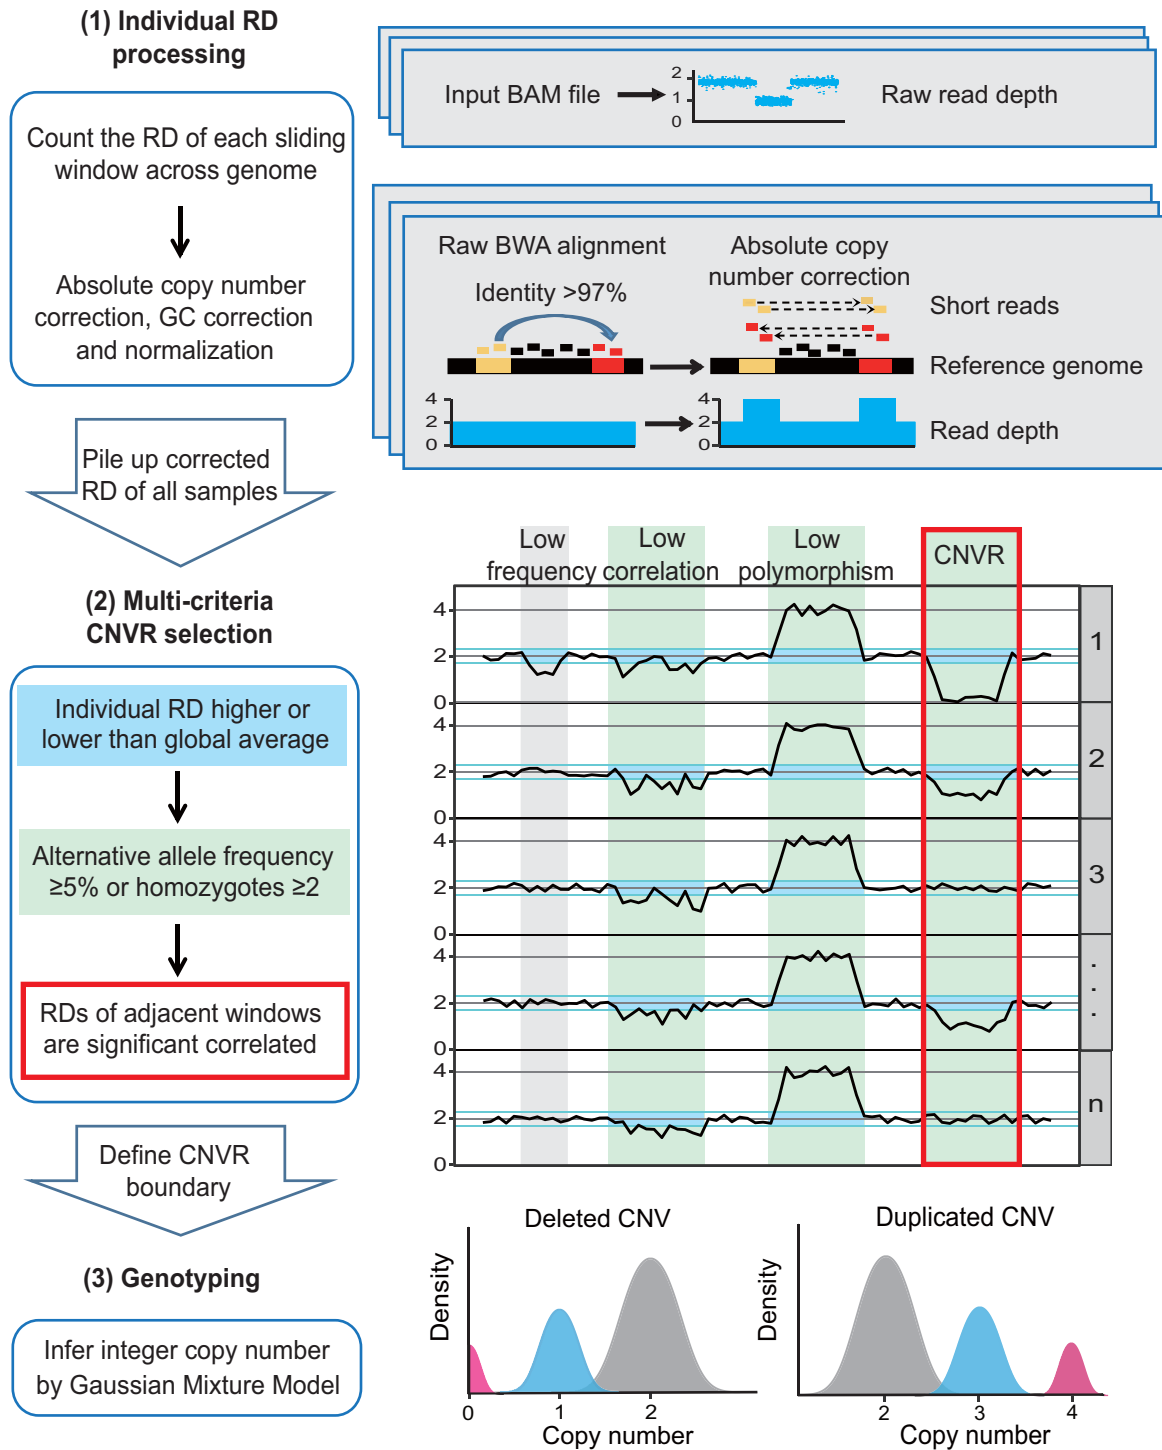 (1) Individual RD
processing
Count the RD of each sliding
window across genome
Absolute copy number
correction, GC correction
and normalization
Input BAM file
2
1
0
Raw read depth
Raw BWA alignment
Identity >97%
Absolute copy
number correction
Short reads
Reference genome
4
2
0
4
2
0
Read depth
Pile up corrected
RD of all samples
(2) Multi-criteria
CNVR selection
Individual RD higher or
lower than global average
Alternative allele frequency
≥5% or homozygotes ≥2
RDs of adjacent windows
are significant correlated
Low
frequency
Low
correlation
Low
polymorphism
CNVR
4
2
0
1
4
2
0
2
4
2
0
3
4
2
0
. . .
4
2
0
n
Define CNVR
boundary
(3) Genotyping
Infer integer copy number
by Gaussian Mixture Model
Deleted CNV
Density
0 1 2
Copy number
Duplicated CNV
Density
2 3 4
Copy number